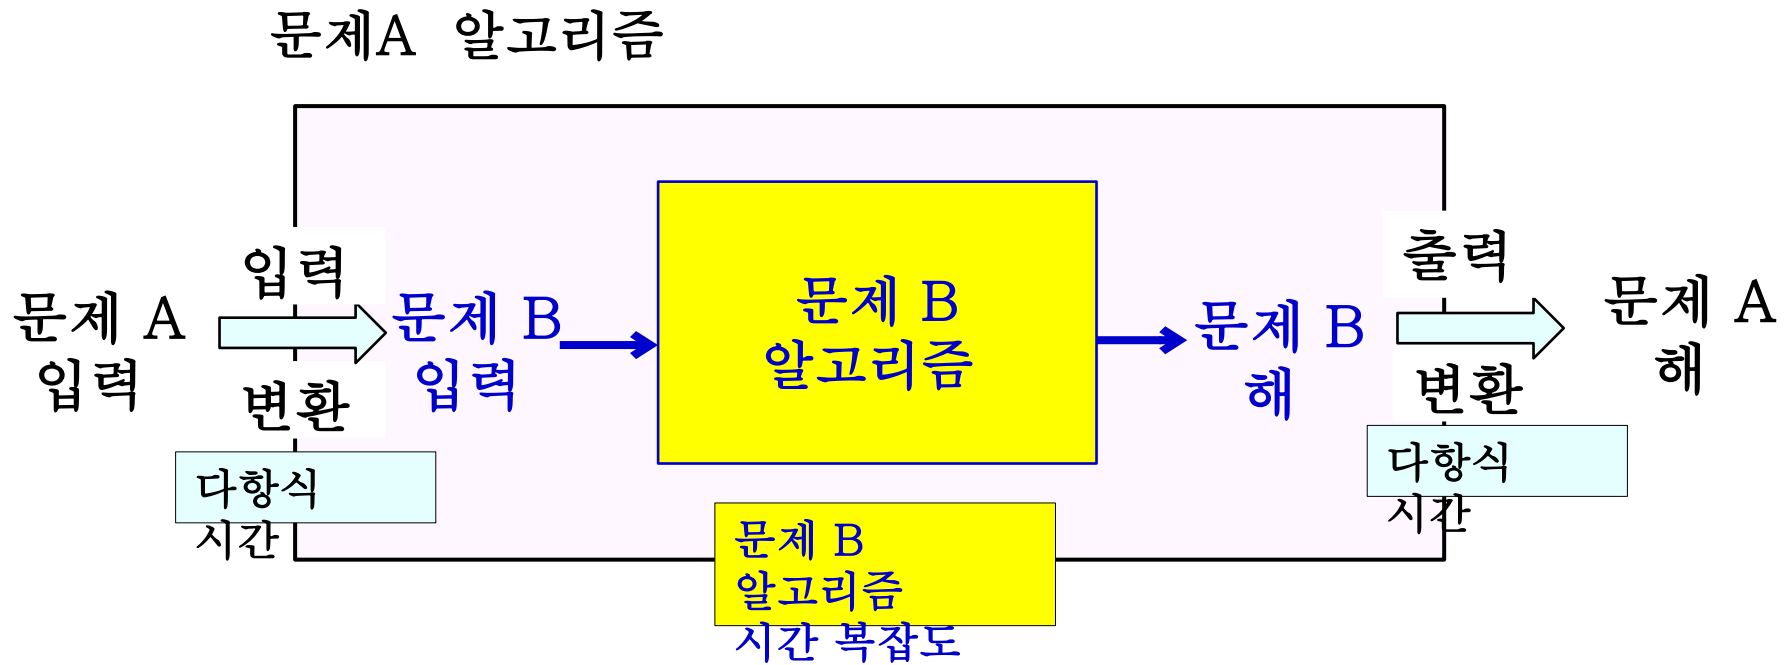 문제A 알고리즘
문제 A
입력
입력
변환
다항식
시간
문제 B
입력
문제 B
알고리즘
문제 B
알고리즘
시간 복잡도
문제 B
해
출력
변환
다항식
시간
문제 A
해